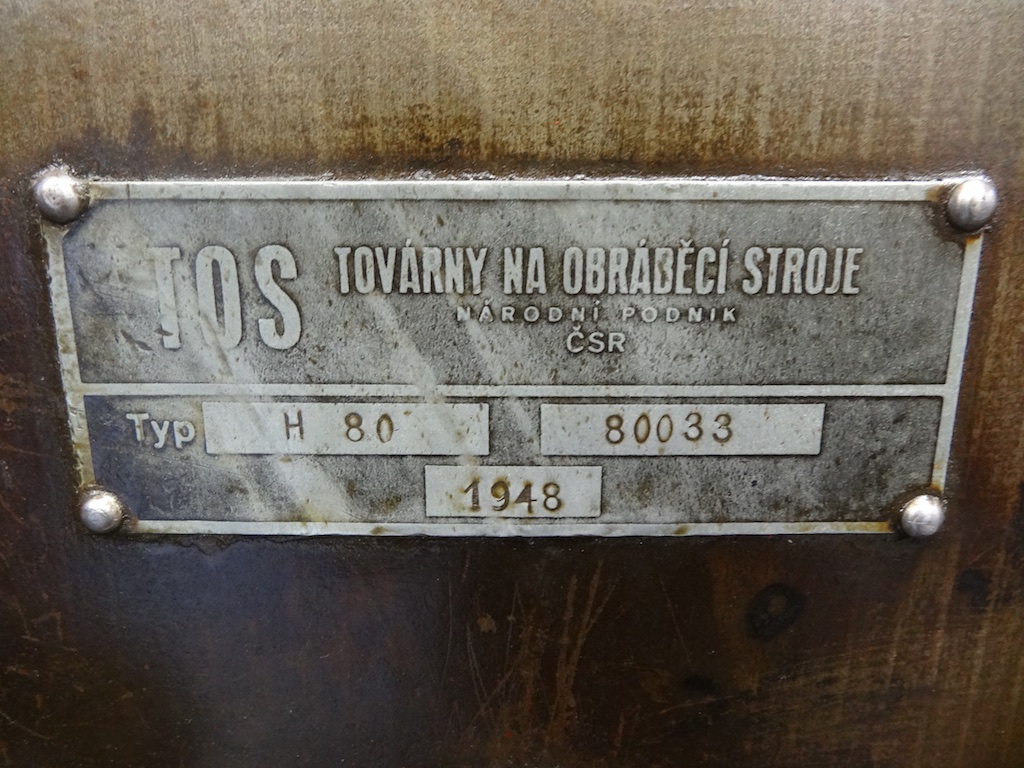 TOS TOVÁRNY NA OBRÁBĚCÍ STROJE
NÁRODNÍ PODNIK
ČSR
Typ H 80 80033
1948